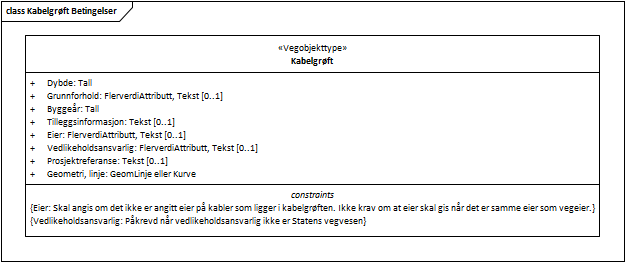 class Kabelgrøft Betingelser
«Vegobjekttype»
Kabelgrøft
+ Dybde: Tall
+ Grunnforhold: FlerverdiAttributt, Tekst [0..1]
+ Byggeår: Tall
+ Tilleggsinformasjon: Tekst [0..1]
+ Eier: FlerverdiAttributt, Tekst [0..1]
+ Vedlikeholdsansvarlig: FlerverdiAttributt, Tekst [0..1]
+ Prosjektreferanse: Tekst [0..1]
+ Geometri, linje: GeomLinje eller Kurve
constraints
{Eier: Skal angis om det ikke er angitt eier på kabler som ligger i kabelgrøften. Ikke krav om at eier skal gis når det er samme eier som vegeier.}
{Vedlikeholdsansvarlig: Påkrevd når vedlikeholdsansvarlig ikke er Statens vegvesen}